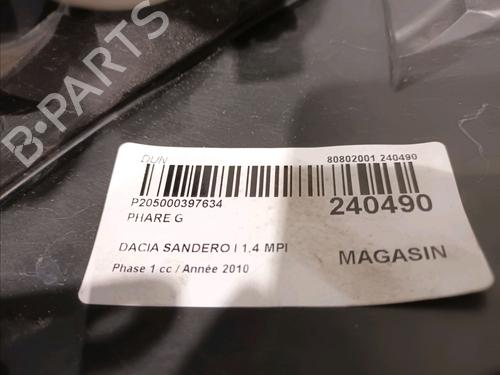 B-PARTS
DUN 80802001 240490
P205000397634 240490
PHARE G
DACIA SANDERO I 1.4 MPI MAGASIN
Phase 1 cc / Année 2010